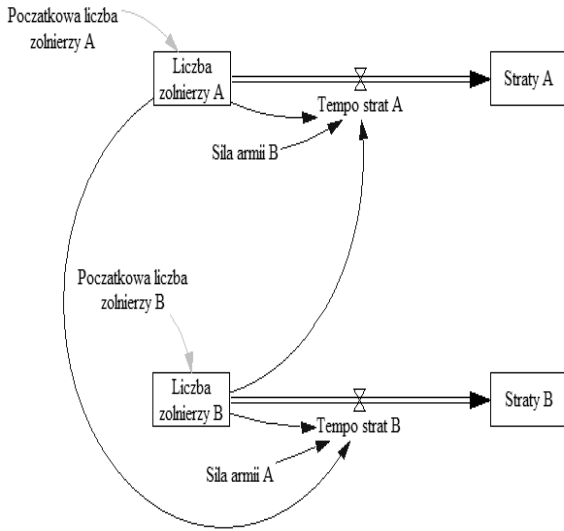 Poczatkowa liczba
zolnierzy A
Liczba
zolnierzy A
Straty A
Tempo strat A
Sila armii B
Poczatkowa liczba
zolnierzy B
Liczba
zolnierzy B
Straty B
Tempo strat B
Sila armii A